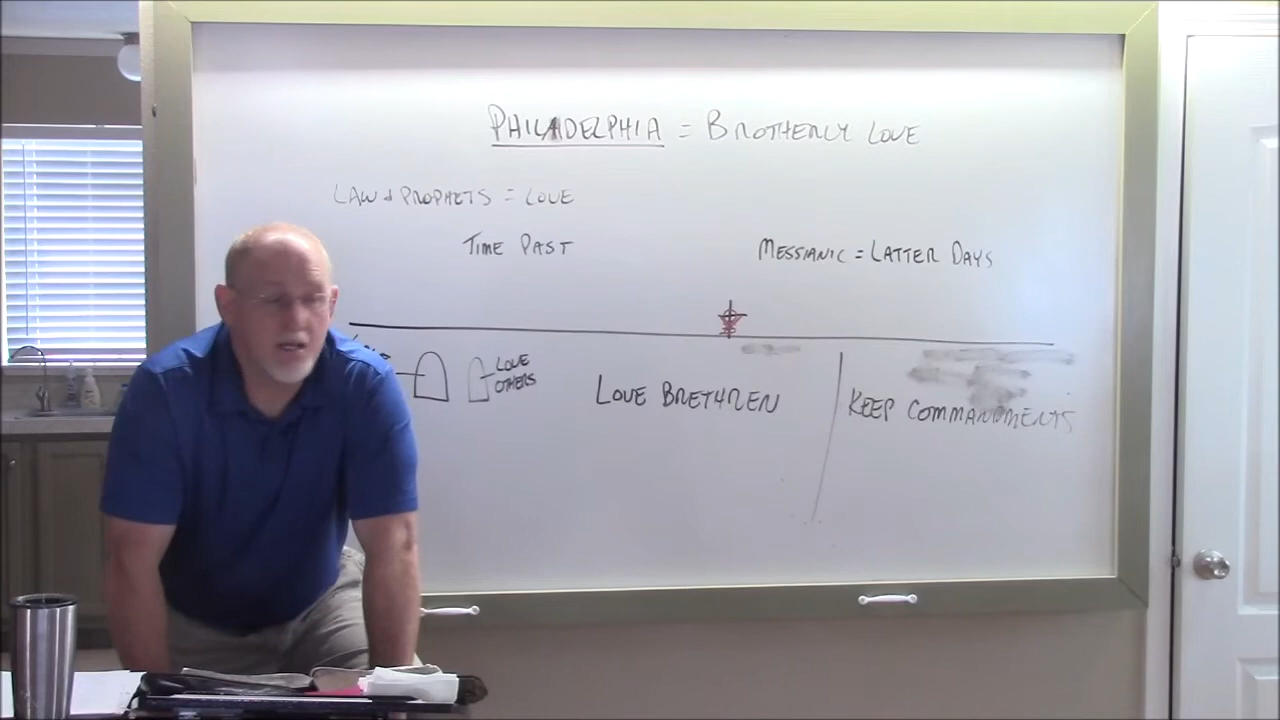 PHILADELPHIA = BROTHERLY LOVE
LAW & PROPHETS = LOVE
TIME PAST
MESSIANIC = LATTER DAYS
LOVE
OTHERS
LOVE BRETHREN
KEEP COMMANDMENTS